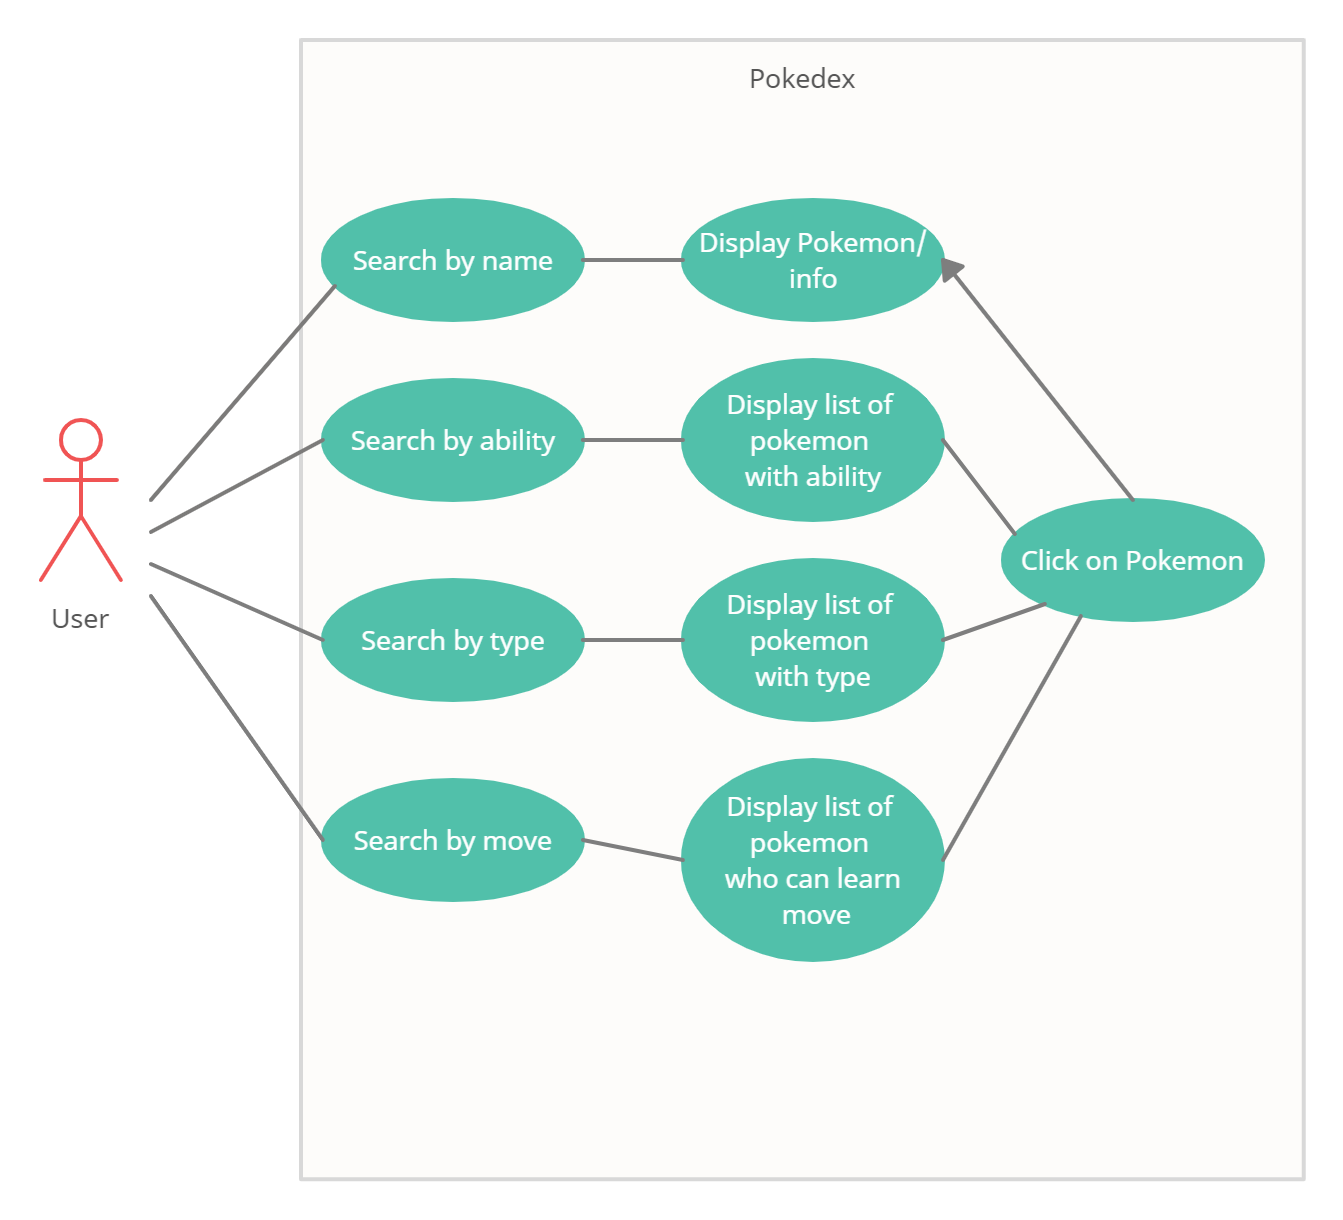 Pokedex
Search by name
Display Pokemon/
info
Search by ability
Display list of
pokemon
with ability
Click on Pokemon
User
Search by type
Display list of
pokemon
with type
Search by move
Display list of
pokemon
who can learn
move